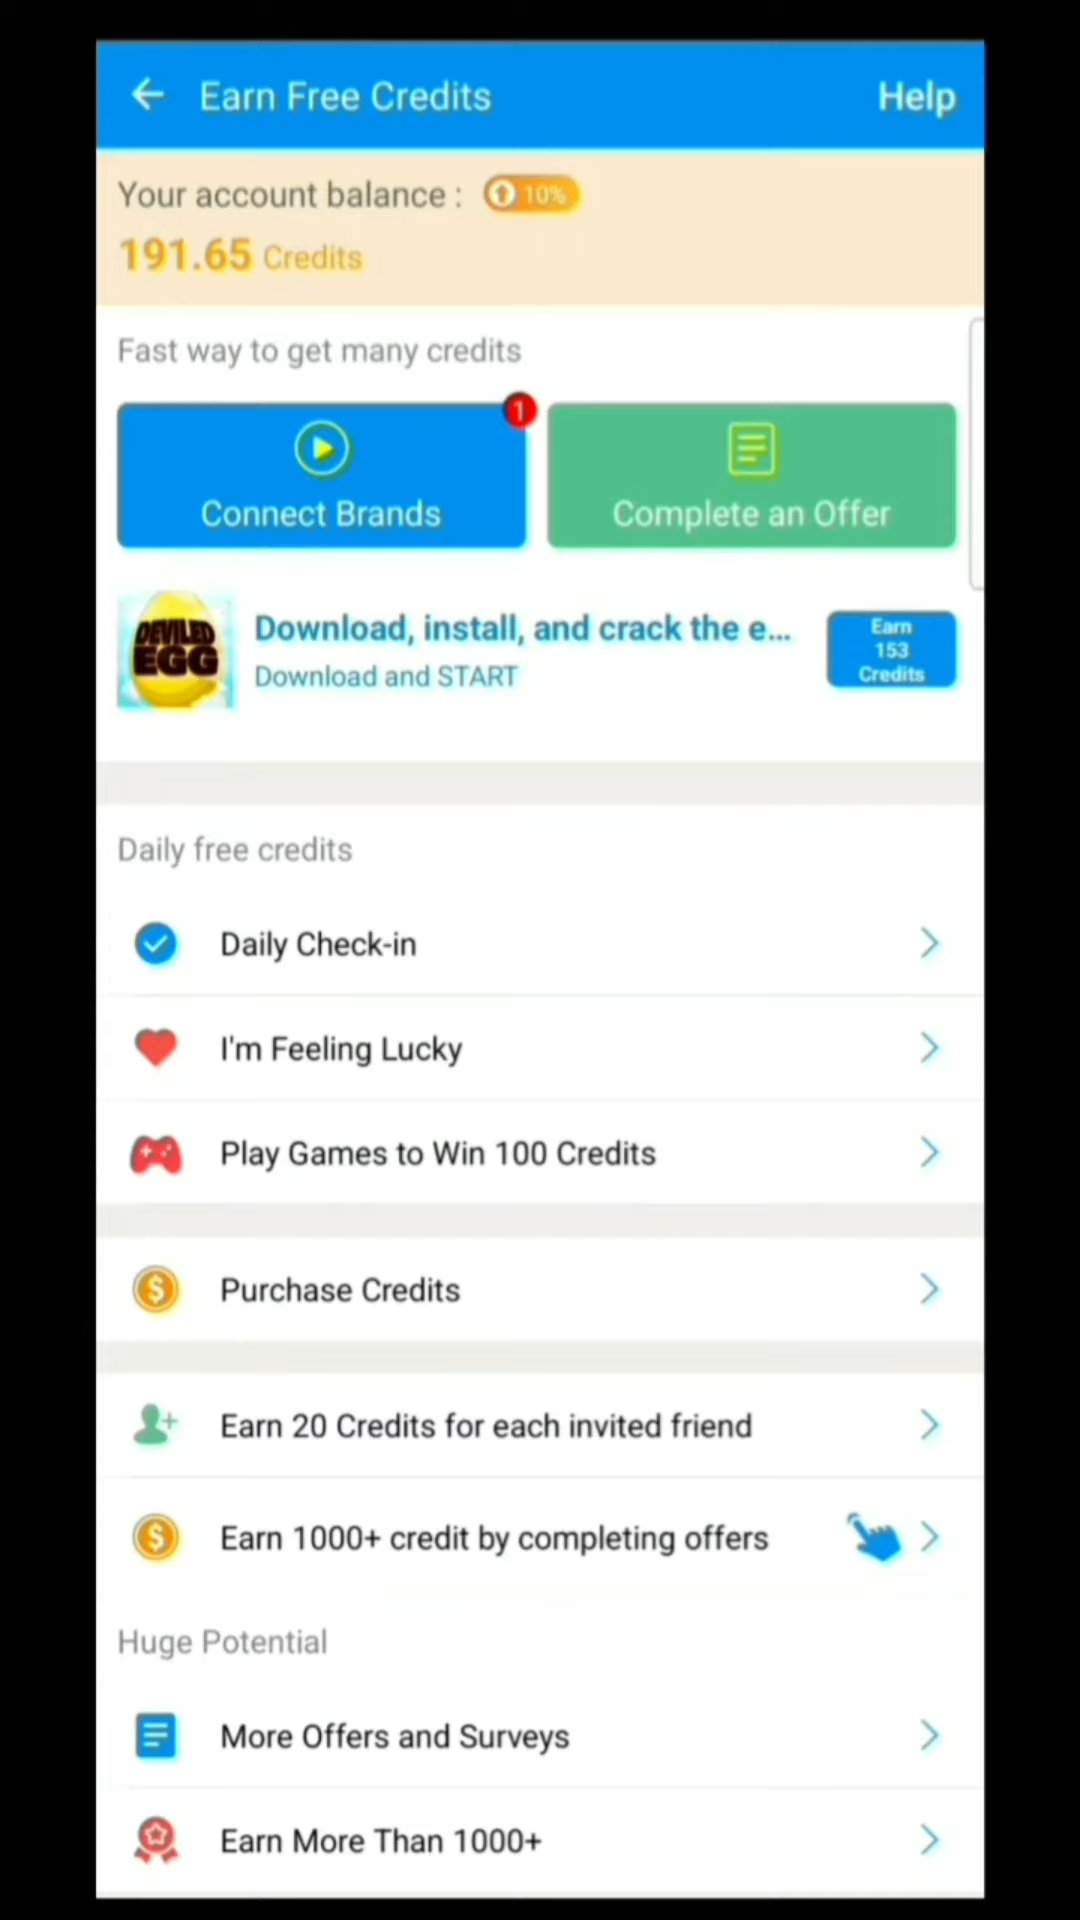 Earn Free Credits
Help
Your account balance :
10%
191.65 Credits
Fast way to get many credits
1
Connect Brands
Complete an Offer
DEVILED
EGG
Download, install, and crack the e...
Download and START
Earn
153
Credits
Daily free credits
Daily Check-in
I'm Feeling Lucky
Play Games to Win 100 Credits
Purchase Credits
Earn 20 Credits for each invited friend
Earn 1000+ credit by completing offers
Huge Potential
More Offers and Surveys
Earn More Than 1000+